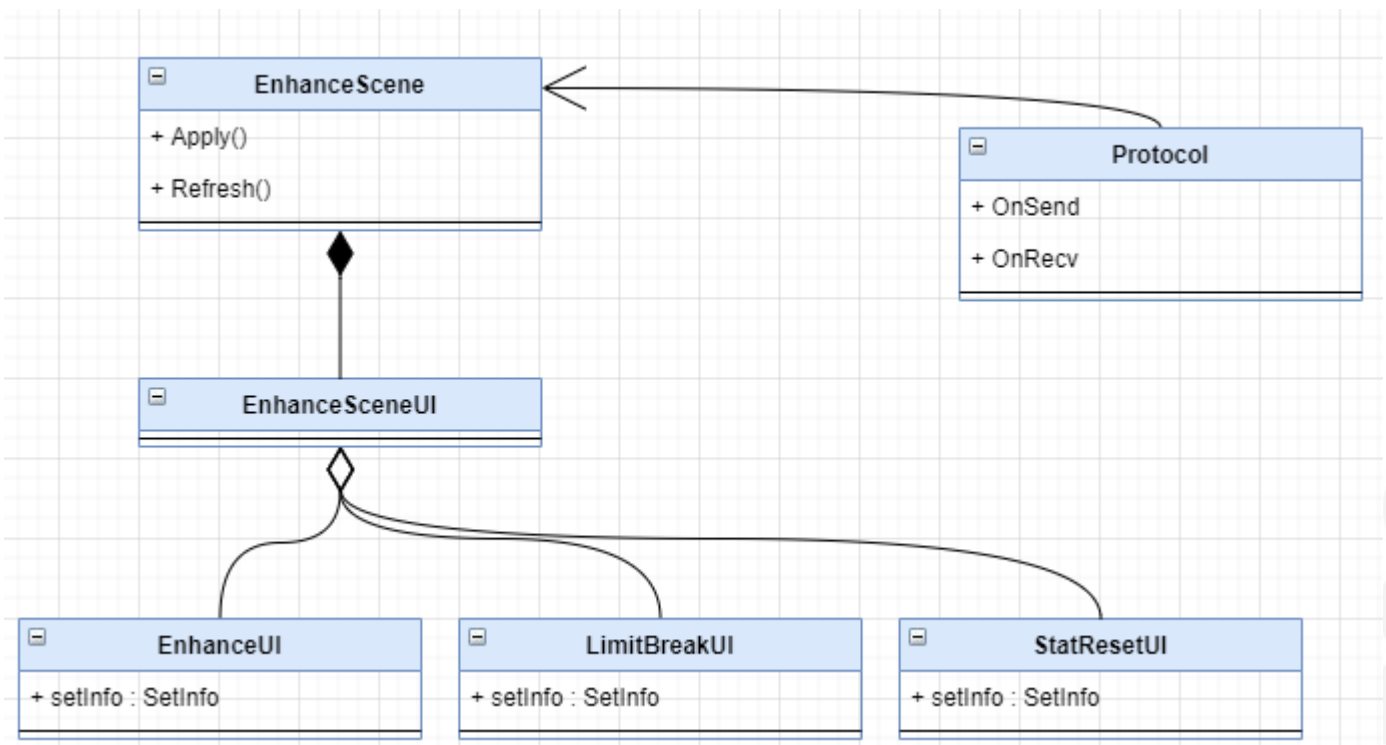 EnhanceScene
+ Apply()
+ Refresh()
Protocol
+ OnSend
+ OnRecv
EnhanceSceneUI
EnhanceUI
+ setInfo : SetInfo
LimitBreakUI
+ setInfo : SetInfo
StatResetUI
+ setInfo : SetInfo